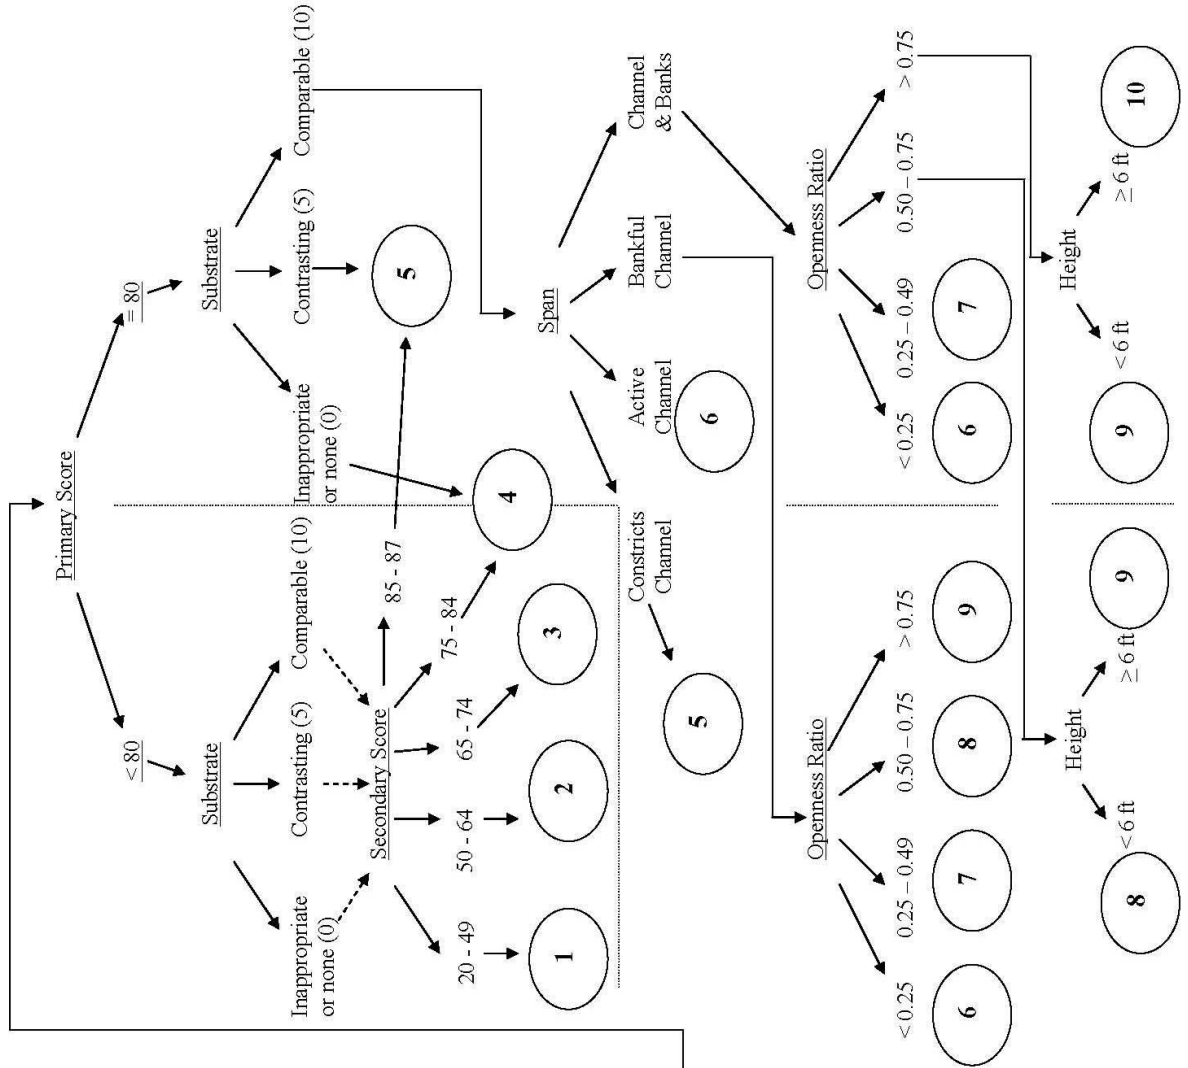 Primary Score
< 80
= 80
Substrate
Substrate
Inappropriate
or none (0)
Contrasting (5)
Comparable (10)
Inappropriate
or none (0)
Contrasting (5)
Comparable (10)
Secondary Score
85 - 87
5
20 - 49
50 - 64
65 - 74
75 - 84
1
2
3
4
Span
Constricts
Channel
Active
Channel
Bankful
Channel
Channel
& Banks
5
6
Openness Ratio
Openness Ratio
< 0.25
0.25 – 0.49
0.50 – 0.75
> 0.75
< 0.25
0.25 – 0.49
0.50 – 0.75
> 0.75
6
7
8
9
6
7
Height
Height
< 6 ft
≥ 6 ft
< 6 ft
≥ 6 ft
8
9
9
10